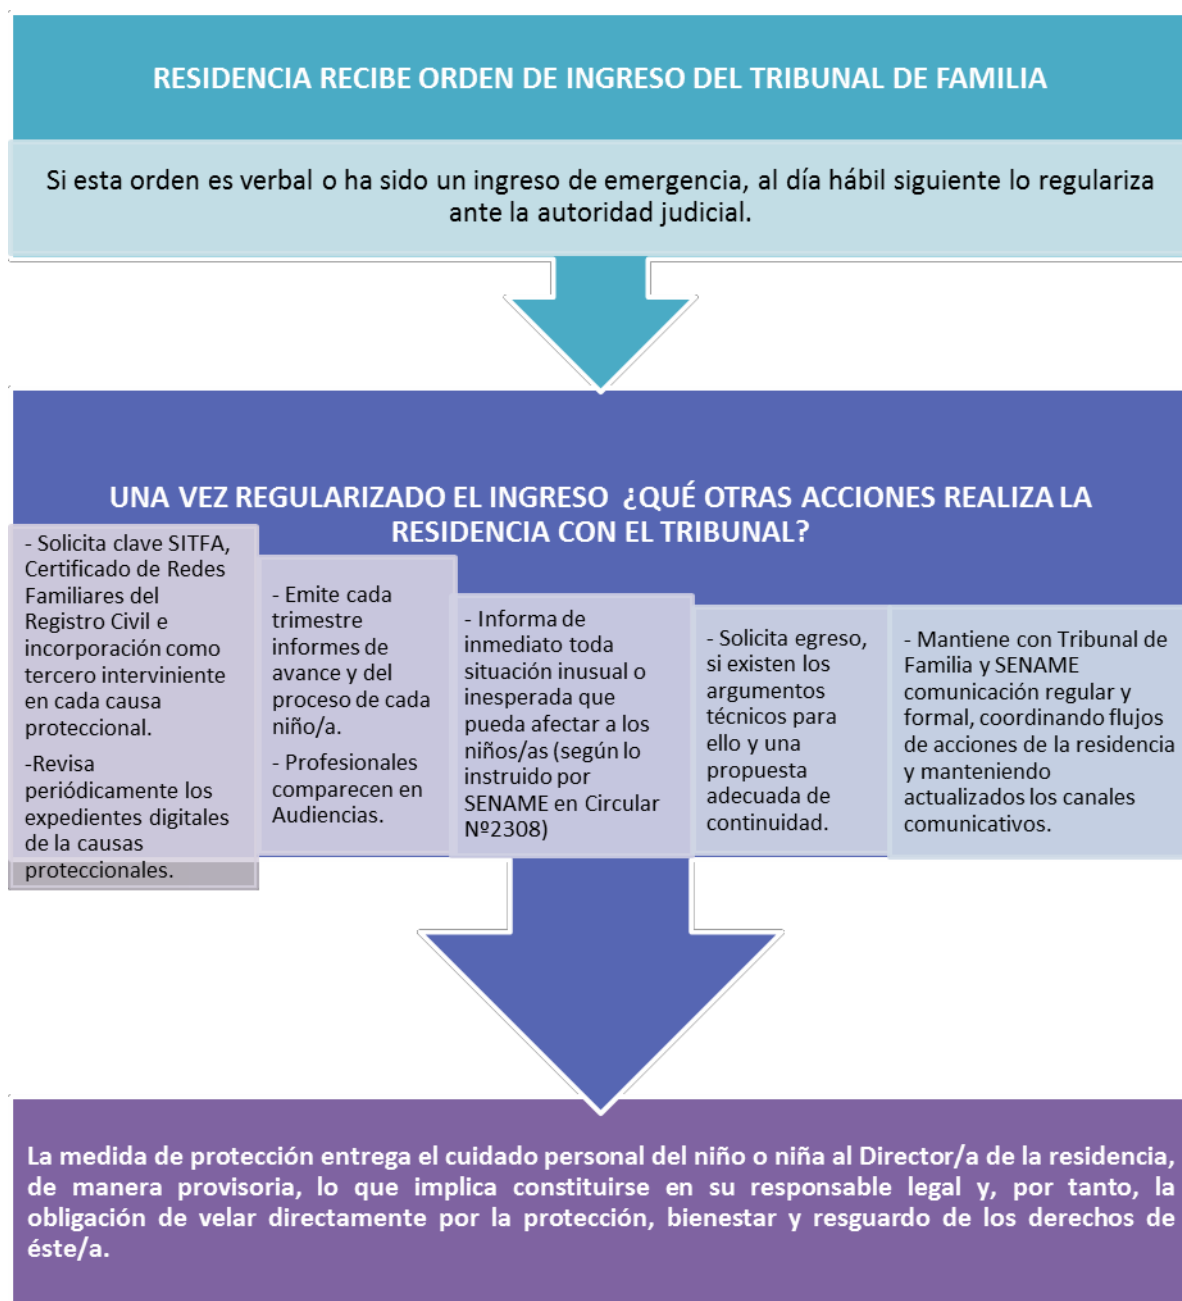 RESIDENCIA RECIBE ORDEN DE INGRESO DEL TRIBUNAL DE FAMILIA
Si esta orden es verbal o ha sido un ingreso de emergencia, al día hábil siguiente lo regulariza
ante la autoridad judicial.
UNA VEZ REGULARIZADO EL INGRESO ¿QUÉ OTRAS ACCIONES REALIZA LA
RESIDENCIA CON EL TRIBUNAL?
- Solicita clave SITFA,
Certificado de Redes
Familiares del
Registro Civil e
incorporación como
tercero interviniente
en cada causa
proteccional.
-Revisa
periódicamente los
expedientes digitales
de la causas
proteccionales.
- Emite cada
trimestre
informes de
avance y del
proceso de cada
niño/a.
- Profesionales
comparecen en
Audiencias.
- Informa de
inmediato toda
situación inusual o
inesperada que
pueda afectar a los
niños/as (según lo
instruido por
SENAME en Circular
Nº2308)
- Solicita egreso,
si existen los
argumentos
técnicos para
ello y una
propuesta
adecuada de
continuidad.
- Mantiene con Tribunal de
Familia y SENAME
comunicación regular y
formal, coordinando flujos
de acciones de la residencia
y manteniendo
actualizados los canales
comunicativos.
La medida de protección entrega el cuidado personal del niño o niña al Director/a de la residencia,
de manera provisoria, lo que implica constituirse en su responsable legal y, por tanto, la
obligación de velar directamente por la protección, bienestar y resguardo de los derechos de
éste/a.